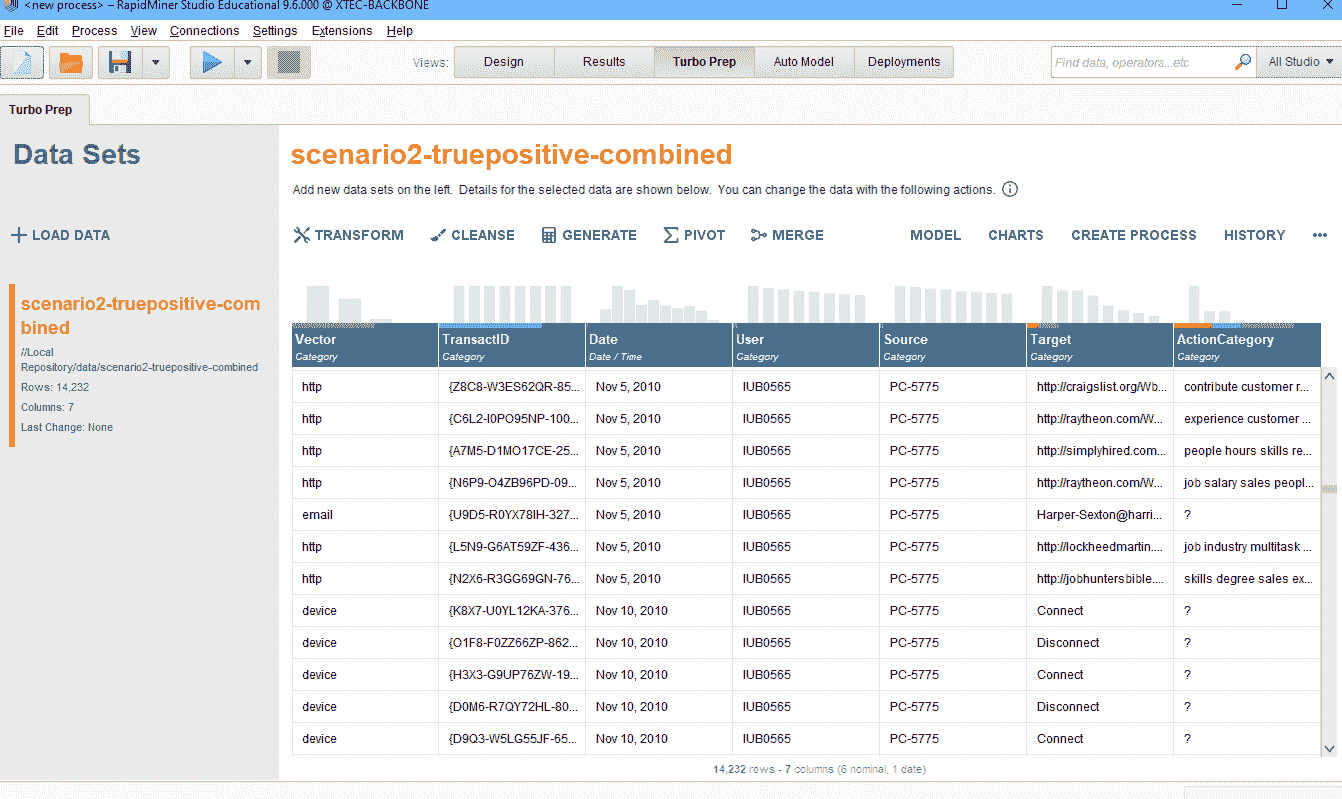 <new process> – RapidMiner Studio Educational 9.6.000 @ XTEC-BACKBONE
File Edit Process View Connections Settings Extensions Help
Views: Design Results Turbo Prep Auto Model Deployments Find data, operators...etc All Studio
Turbo Prep
Data Sets
scenario2-truepositive-combined
Add new data sets on the left. Details for the selected data are shown below. You can change the data with the following actions.
LOAD DATA
TRANSFORM CLEANSE GENERATE PIVOT MERGE MODEL CHARTS CREATE PROCESS HISTORY
scenario2-truepositive-com
bined
//Local
Repository/data/scenario2-truepositive-combined
Rows: 14,232
Columns: 7
Last Change: None
Vector TransactID Date User Source Target ActionCategory
Category Category Date / Time Category Category Category Category
http {Z8C8-W3ES62QR-85... Nov 5, 2010 IUB0565 PC-5775 http://craigslist.org/Wb... contribute customer r...
http {C6L2-I0PO95NP-100... Nov 5, 2010 IUB0565 PC-5775 http://raytheon.com/W... experience customer ...
http {A7M5-D1MO17CE-25... Nov 5, 2010 IUB0565 PC-5775 http://simplyhired.com... people hours skills re...
http {N6P9-O4ZB96PD-09... Nov 5, 2010 IUB0565 PC-5775 http://raytheon.com/W... job salary sales peopl...
email {U9D5-R0YX78IH-327... Nov 5, 2010 IUB0565 PC-5775 Harper-Sexton@harri... ?
http {L5N9-G6AT59ZF-436... Nov 5, 2010 IUB0565 PC-5775 http://lockheedmartin.... job industry multitask ...
http {N2X6-R3GG69GN-76... Nov 5, 2010 IUB0565 PC-5775 http://jobhuntersbible.... skills degree sales ex...
device {K8X7-U0YL12KA-376... Nov 10, 2010 IUB0565 PC-5775 Connect ?
device {O1F8-F0ZZ66ZP-862... Nov 10, 2010 IUB0565 PC-5775 Disconnect ?
device {H3X3-G9UP76ZW-19... Nov 10, 2010 IUB0565 PC-5775 Connect ?
device {D0M6-R7QY72HL-80... Nov 10, 2010 IUB0565 PC-5775 Disconnect ?
device {D9Q3-W5LG55JF-65... Nov 10, 2010 IUB0565 PC-5775 Connect ?
14,232 rows - 7 columns (6 nominal, 1 date)